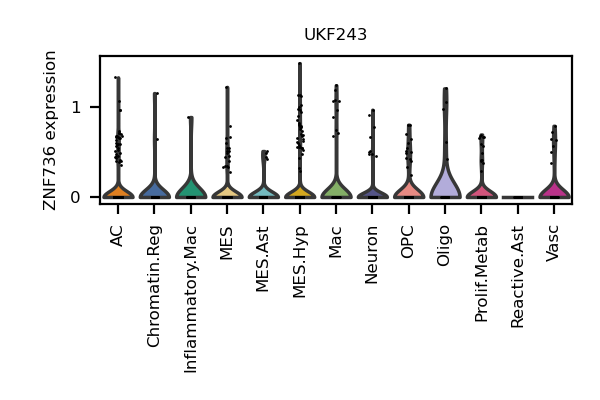 UKF243
ZNF736 expression
1
0
AC
Chromatin.Reg
Inflammatory.Mac
MES
MES.Ast
MES.Hyp
Mac
Neuron
OPC
Oligo
Prolif.Metab
Reactive.Ast
Vasc